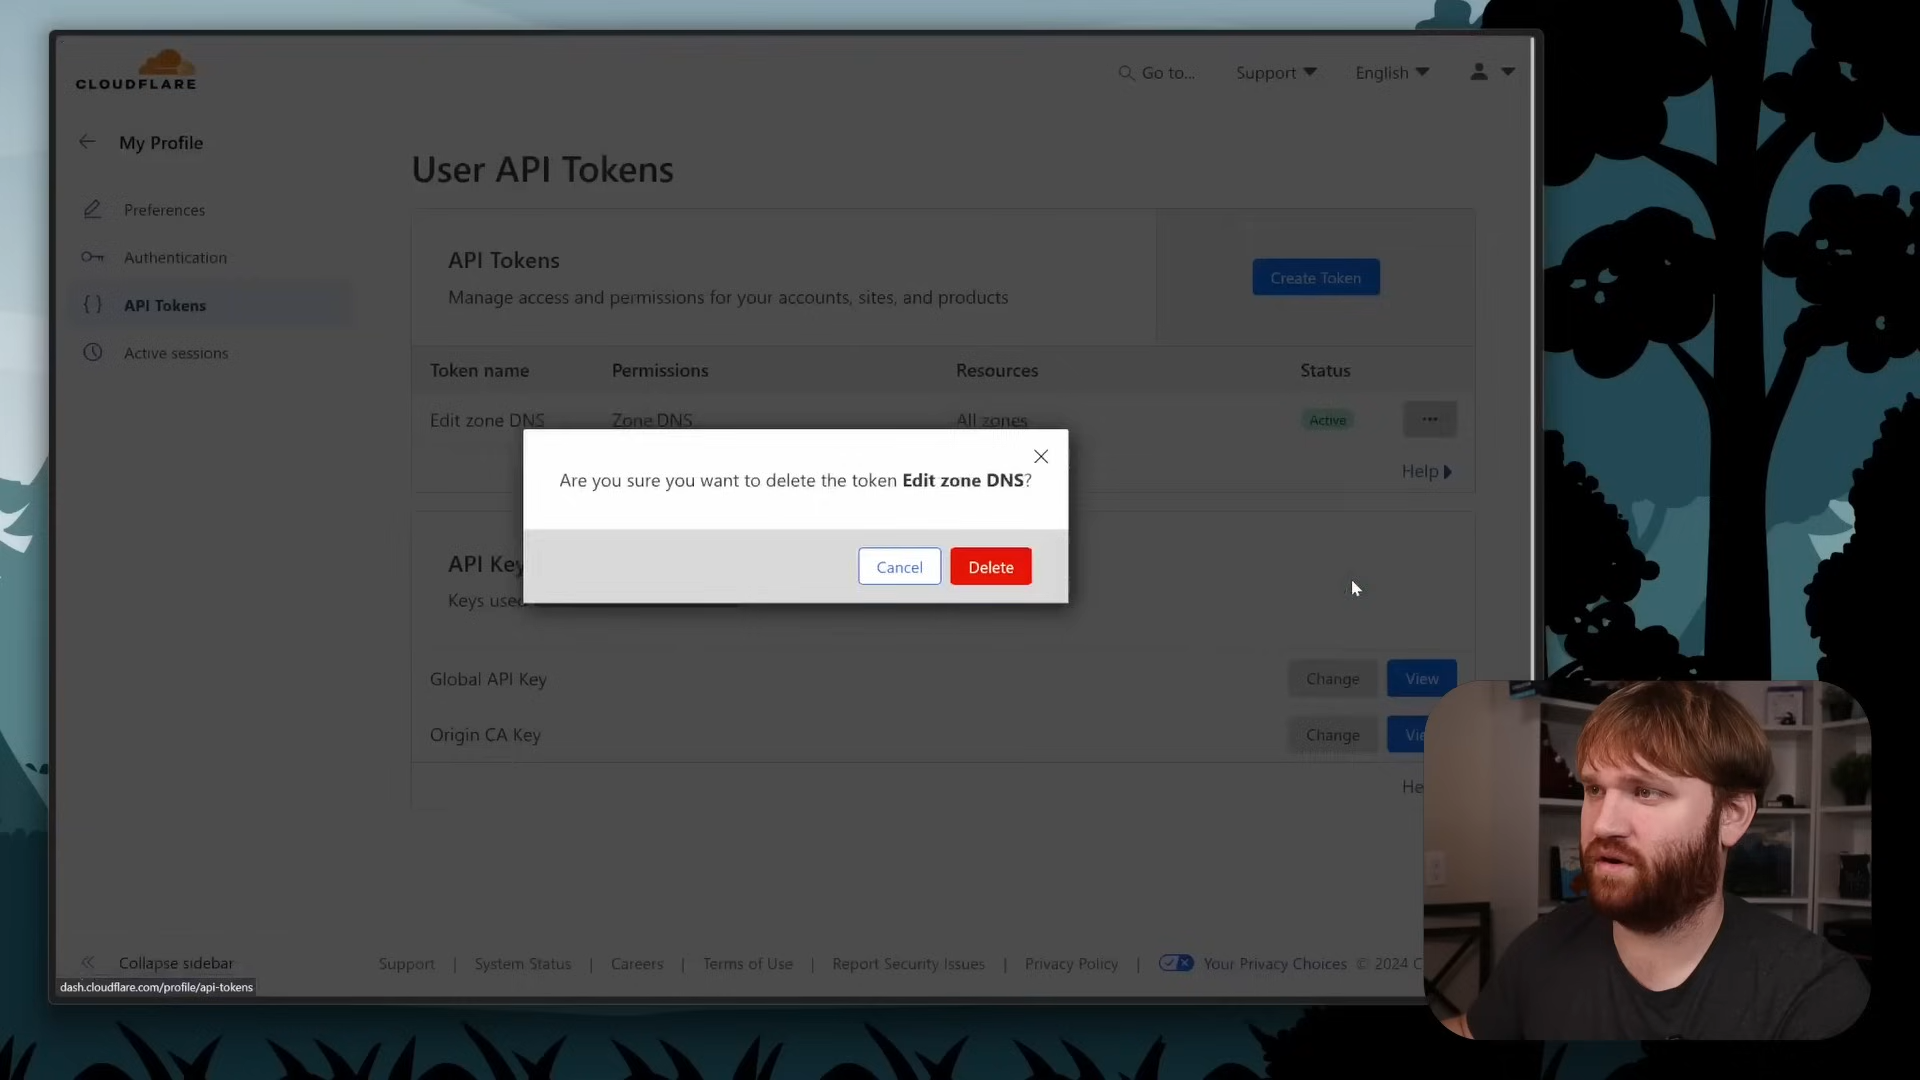 CLOUDFLARE
Go to...
Support
English
My Profile
Preferences
Authentication
API Tokens
Active sessions
User API Tokens
API Tokens
Manage access and permissions for your accounts, sites, and products
Create Token
Token name Permissions Resources Status
Edit zone DNS Zone DNS All zones Active ...
Help
Are you sure you want to delete the token Edit zone DNS?
Cancel Delete
API Key
Keys used
Global API Key Change View
Origin CA Key Change
Collapse sidebar
Support | System Status | Careers | Terms of Use | Report Security Issues | Privacy Policy | Your Privacy Choices © 2024
dash.cloudflare.com/profile/api-tokens